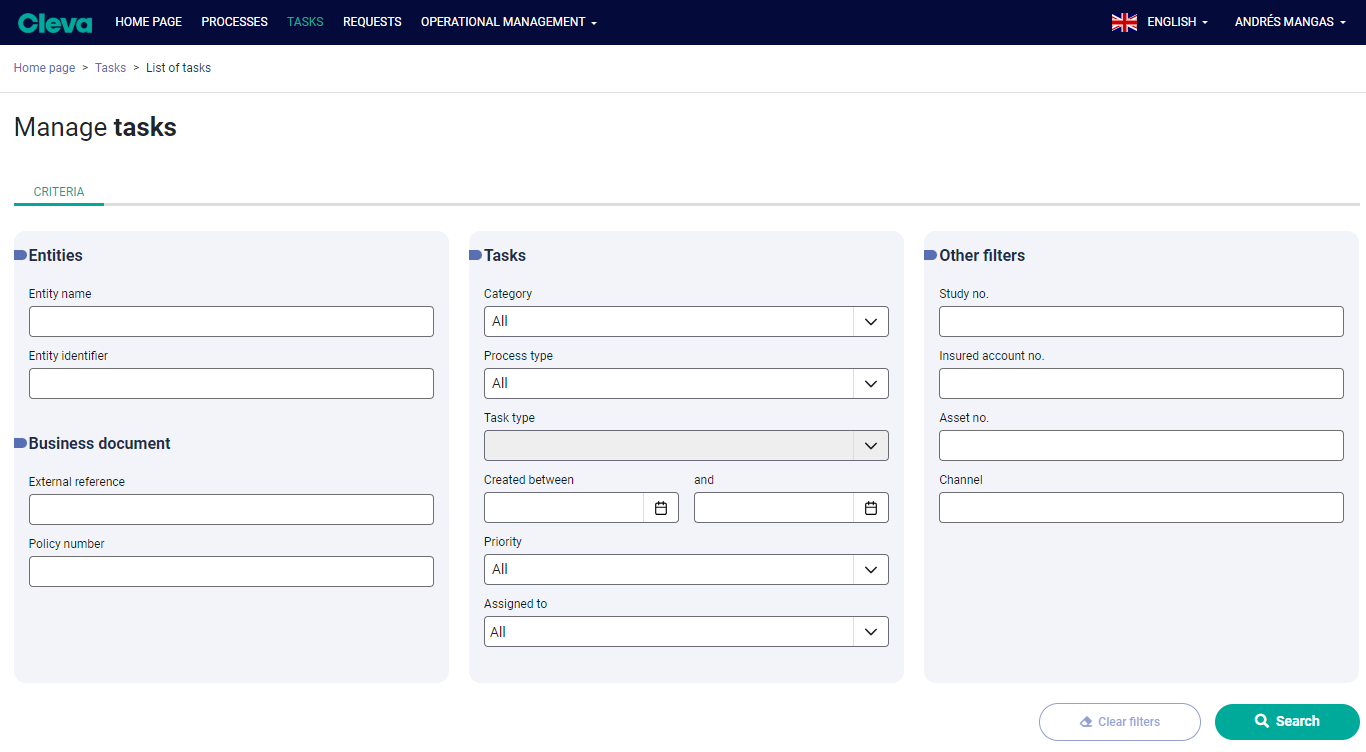 Cleva HOME PAGE PROCESSES TASKS REQUESTS OPERATIONAL MANAGEMENT ENGLISH ANDRÉS MANGAS
Home page > Tasks > List of tasks
Manage tasks
CRITERIA
Entities
Entity name
Entity identifier
Business document
External reference
Policy number
Tasks
Category
All
Process type
All
Task type
Created between and
Priority
All
Assigned to
All
Other filters
Study no.
Insured account no.
Asset no.
Channel
Clear filters Search